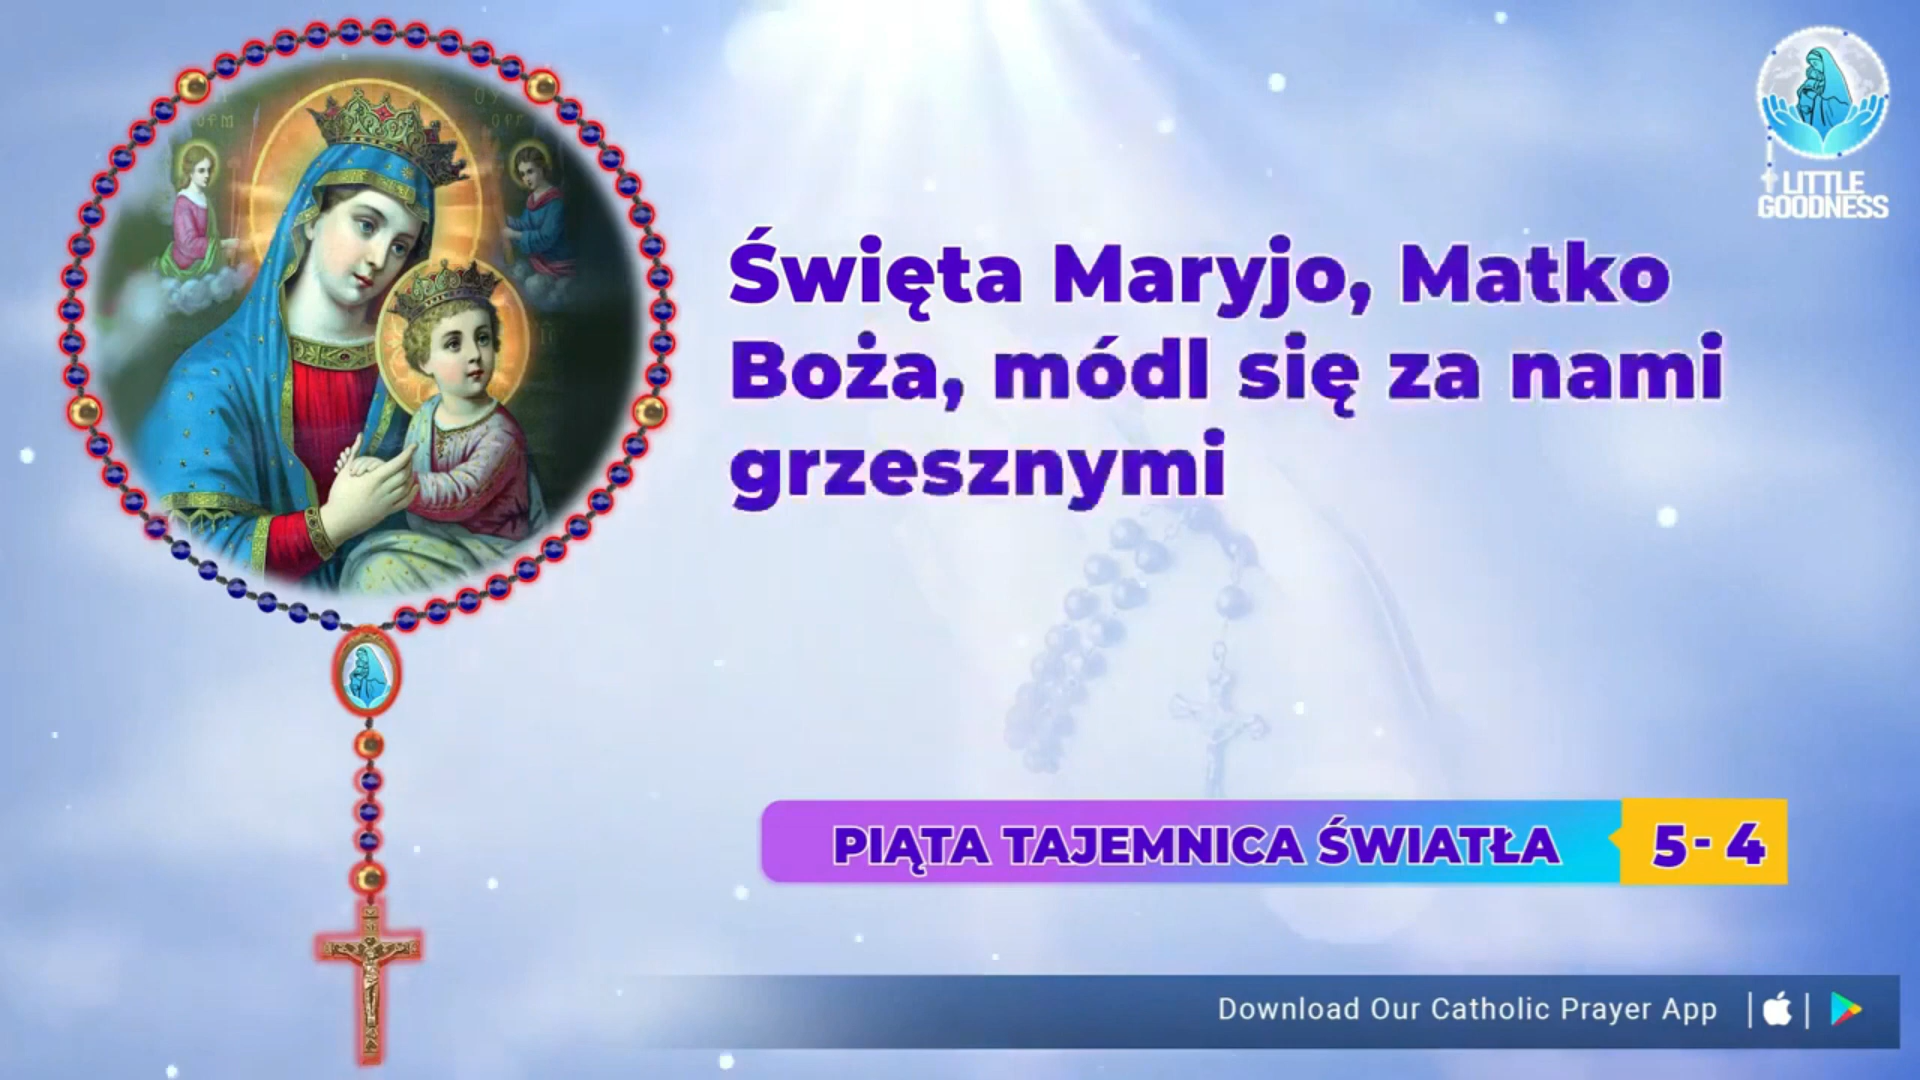 LITTLE
GOODNESS
Święta Maryjo, Matko
Boża, módl się za nami
grzesznymi
PIĄTA TAJEMNICA ŚWIATŁA
5 - 4
Download Our Catholic Prayer App